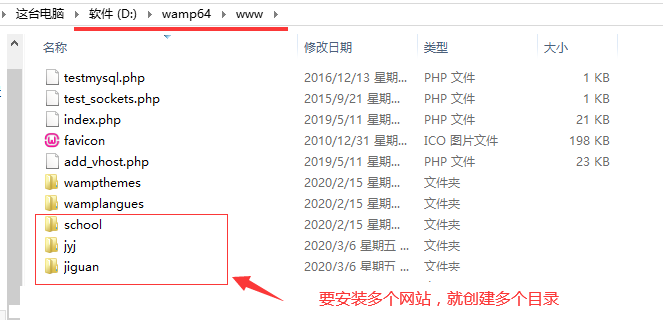 这台电脑 › 软件 (D:) › wamp64 › www ›
名称 修改日期 类型 大小
testmysql.php 2016/12/13 星期... PHP 文件 1 KB
test_sockets.php 2015/9/21 星期... PHP 文件 1 KB
index.php 2019/5/11 星期... PHP 文件 21 KB
favicon 2010/12/31 星期... ICO 图片文件 198 KB
add_vhost.php 2019/5/11 星期... PHP 文件 23 KB
wampthemes 2020/2/15 星期... 文件夹
wamplangues 2020/2/15 星期... 文件夹
school 2020/2/15 星期... 文件夹
jyj 2020/3/6 星期五 ... 文件夹
jiguan 2020/3/6 星期五 ... 文件夹
要安装多个网站，就创建多个目录